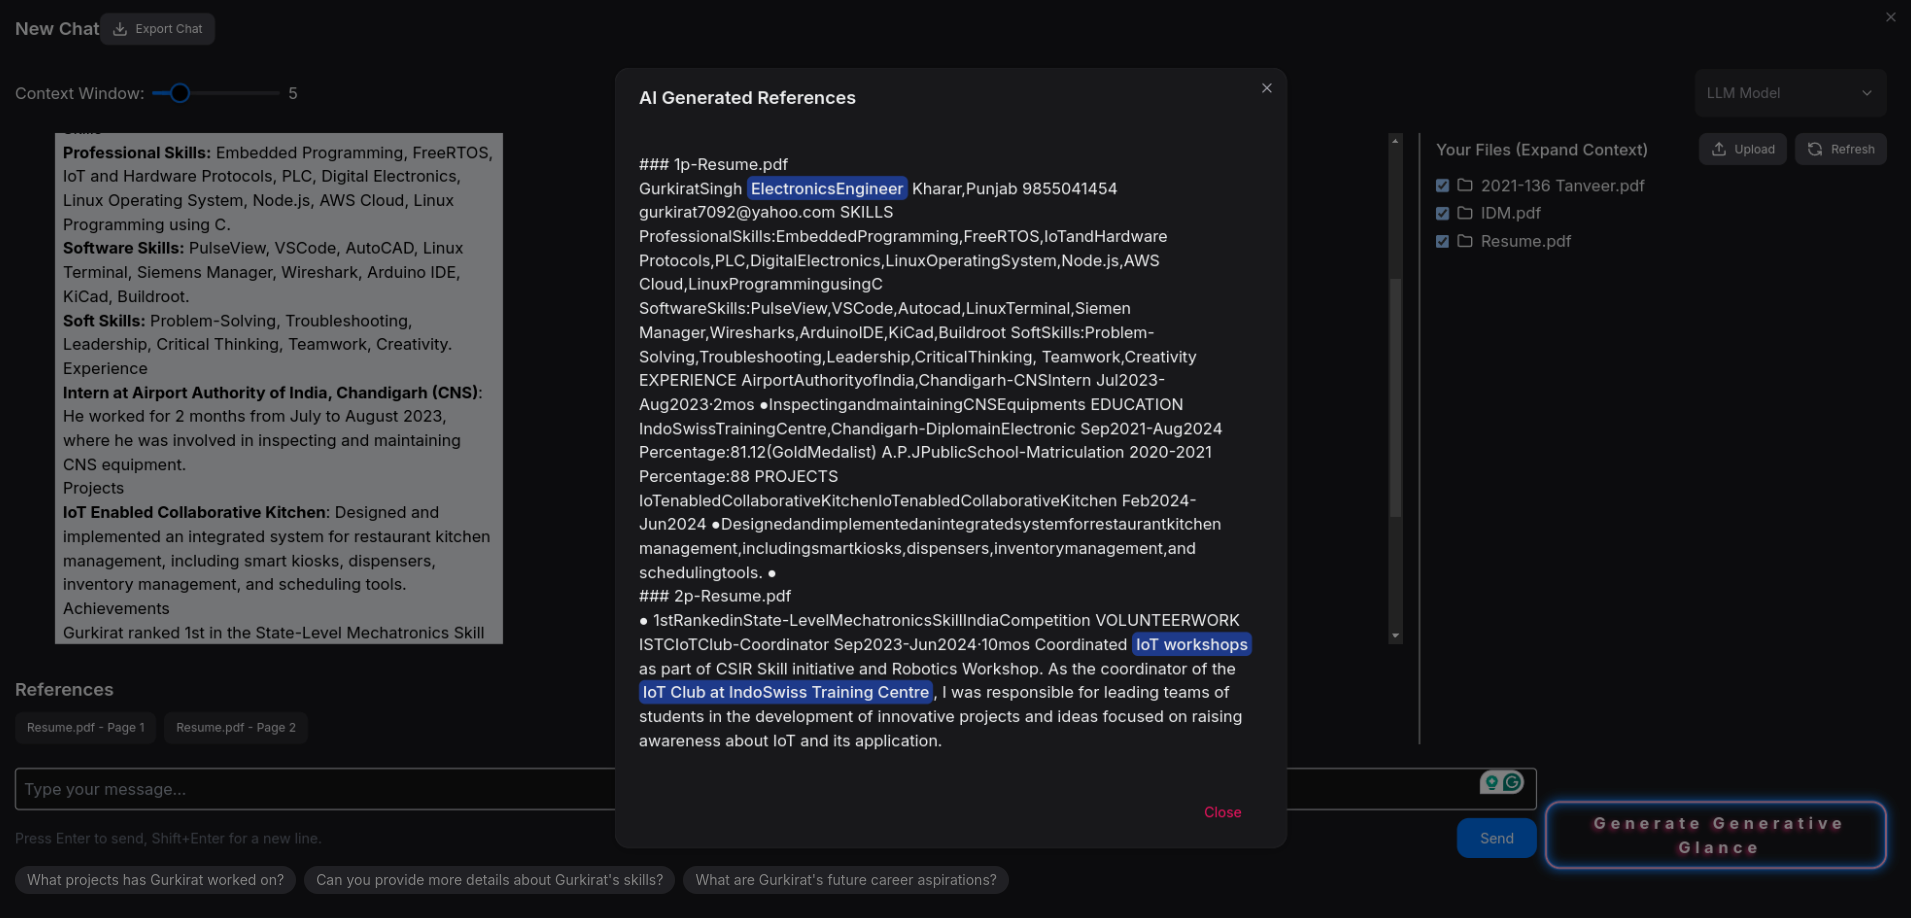 New Chat
Export Chat
Context Window:
5
LLM Model
Professional Skills: Embedded Programming, FreeRTOS,
IoT and Hardware Protocols, PLC, Digital Electronics,
Linux Operating System, Node.js, AWS Cloud, Linux
Programming using C.
Software Skills: PulseView, VSCode, AutoCAD, Linux
Terminal, Siemens Manager, Wireshark, Arduino IDE,
KiCad, Buildroot.
Soft Skills: Problem-Solving, Troubleshooting,
Leadership, Critical Thinking, Teamwork, Creativity.
Experience
Intern at Airport Authority of India, Chandigarh (CNS):
He worked for 2 months from July to August 2023,
where he was involved in inspecting and maintaining
CNS equipment.
Projects
IoT Enabled Collaborative Kitchen: Designed and
implemented an integrated system for restaurant kitchen
management, including smart kiosks, dispensers,
inventory management, and scheduling tools.
Achievements
Gurkirat ranked 1st in the State-Level Mechatronics Skill
AI Generated References
### 1p-Resume.pdf
GurkiratSingh ElectronicsEngineer Kharar,Punjab 9855041454
gurkirat7092@yahoo.com SKILLS
ProfessionalSkills:EmbeddedProgramming,FreeRTOS,IoTandHardware
Protocols,PLC,DigitalElectronics,LinuxOperatingSystem,Node.js,AWS
Cloud,LinuxProgrammingusingC
SoftwareSkills:PulseView,VSCode,Autocad,LinuxTerminal,Siemen
Manager,Wiresharks,ArduinoIDE,KiCad,Buildroot SoftSkills:Problem-
Solving,Troubleshooting,Leadership,CriticalThinking, Teamwork,Creativity
EXPERIENCE AirportAuthorityofIndia,Chandigarh-CNSIntern Jul2023-
Aug2023·2mos ●InspectingandmaintainingCNSEquipments EDUCATION
IndoSwissTrainingCentre,Chandigarh-DiplomainElectronic Sep2021-Aug2024
Percentage:81.12(GoldMedalist) A.P.JPublicSchool-Matriculation 2020-2021
Percentage:88 PROJECTS
IoTenabledCollaborativeKitchenIoTenabledCollaborativeKitchen Feb2024-
Jun2024 ●Designedandimplementedanintegratedsystemforrestaurantkitchen
management,includingsmartkiosks,dispensers,inventorymanagement,and
schedulingtools. ●
### 2p-Resume.pdf
● 1stRankedinState-LevelMechatronicsSkillIndiaCompetition VOLUNTEERWORK
ISTCIoTClub-Coordinator Sep2023-Jun2024·10mos Coordinated IoT workshops
as part of CSIR Skill initiative and Robotics Workshop. As the coordinator of the
IoT Club at IndoSwiss Training Centre, I was responsible for leading teams of
students in the development of innovative projects and ideas focused on raising
awareness about IoT and its application.
Close
Your Files (Expand Context)
Upload
Refresh
2021-136 Tanveer.pdf
IDM.pdf
Resume.pdf
References
Resume.pdf - Page 1
Resume.pdf - Page 2
Type your message...
Press Enter to send, Shift+Enter for a new line.
Send
Generate Generative
Glance
What projects has Gurkirat worked on?
Can you provide more details about Gurkirat's skills?
What are Gurkirat's future career aspirations?